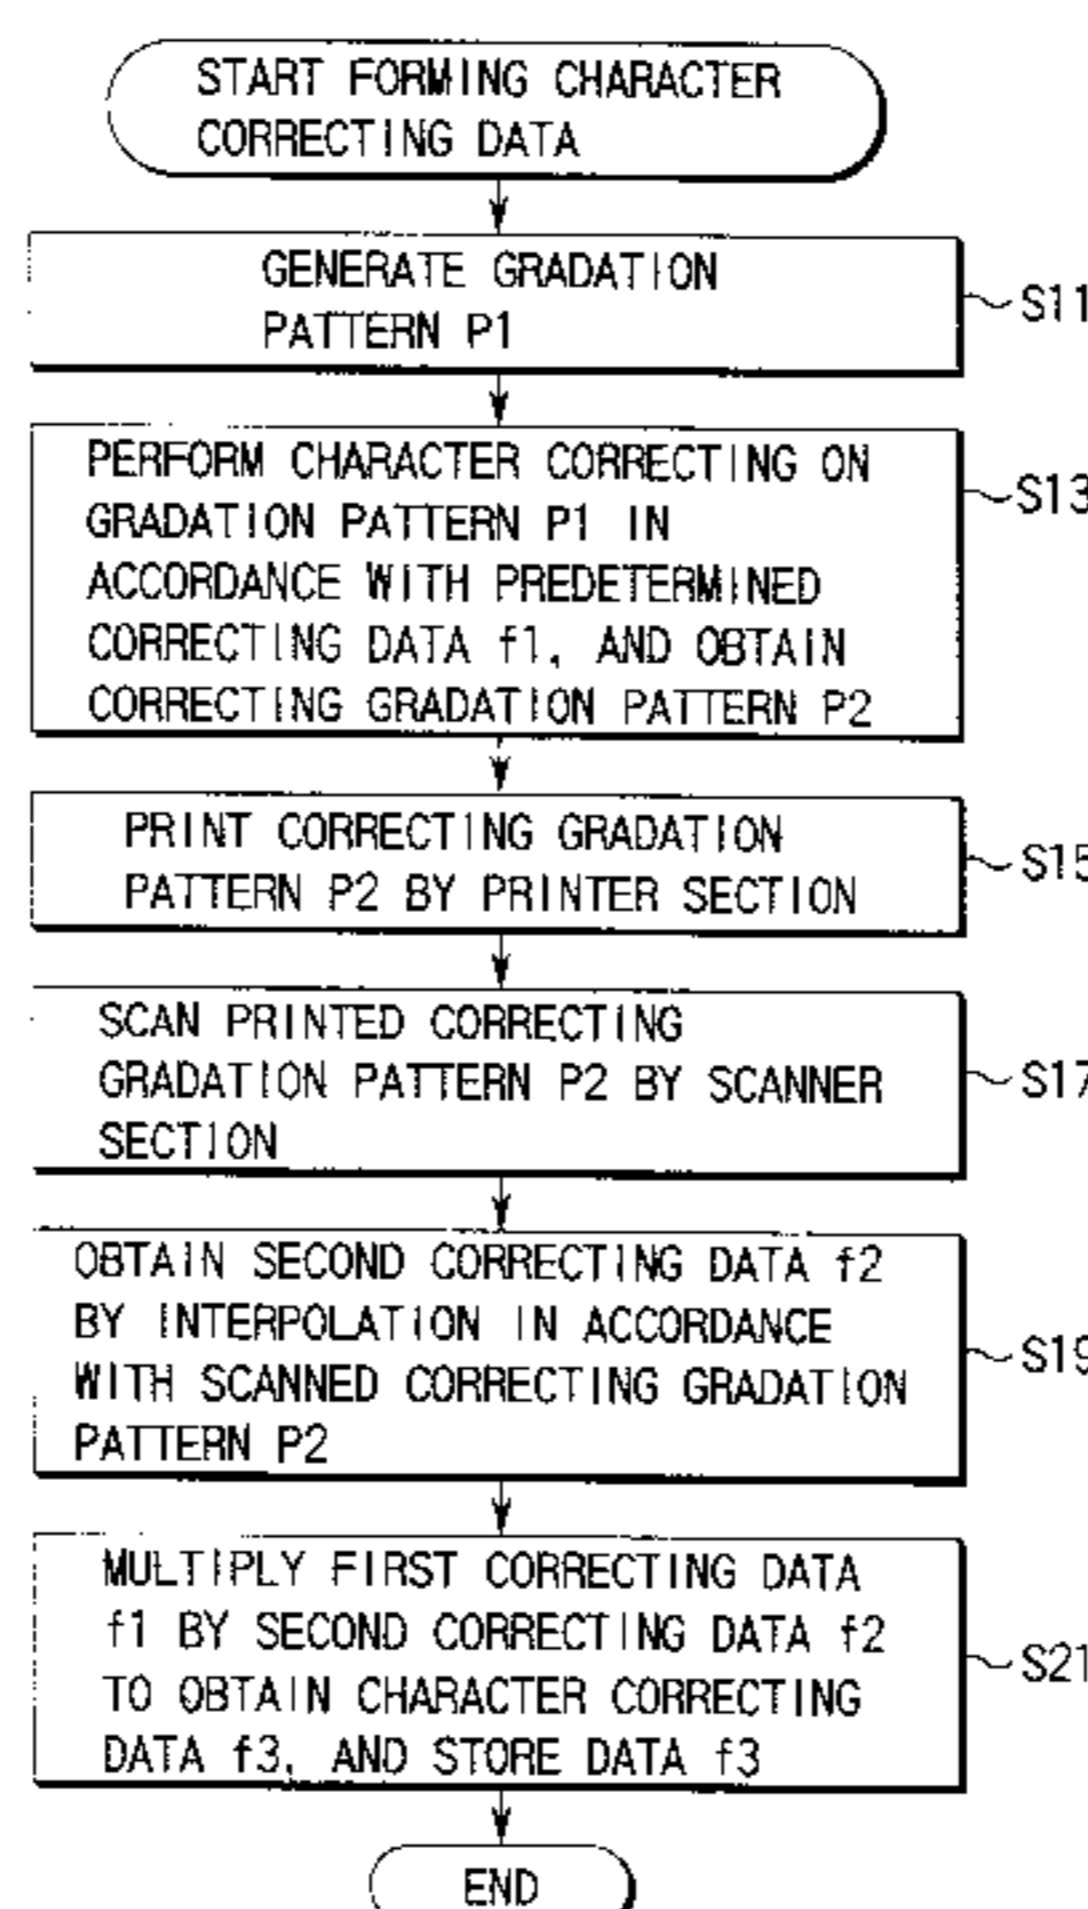 START FORMING CHARACTER
CORRECTING DATA
GENERATE GRADATION
PATTERN P1
S11
PERFORM CHARACTER CORRECTING ON
GRADATION PATTERN P1 IN
ACCORDANCE WITH PREDETERMINED
CORRECTING DATA f1, AND OBTAIN
CORRECTING GRADATION PATTERN P2
S13
PRINT CORRECTING GRADATION
PATTERN P2 BY PRINTER SECTION
S15
SCAN PRINTED CORRECTING
GRADATION PATTERN P2 BY SCANNER
SECTION
S17
OBTAIN SECOND CORRECTING DATA f2
BY INTERPOLATION IN ACCORDANCE
WITH SCANNED CORRECTING GRADATION
PATTERN P2
S19
MULTIPLY FIRST CORRECTING DATA
f1 BY SECOND CORRECTING DATA f2
TO OBTAIN CHARACTER CORRECTING
DATA f3, AND STORE DATA f3
S21
END